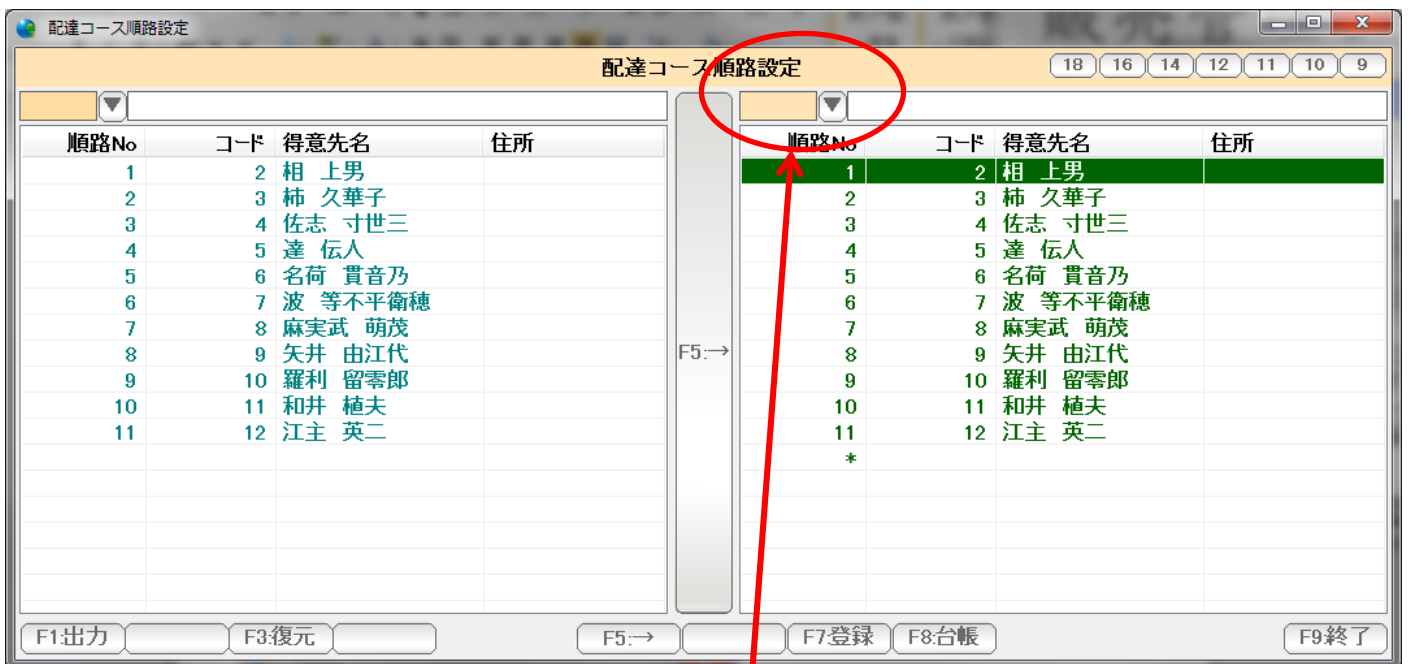 配達コース順路設定
配達コース順路設定
18 16 14 12 11 10 9
順路No コード 得意先名 住所
1 2 相 上男
2 3 柿 久華子
3 4 佐志 寸世三
4 5 達 伝人
5 6 名荷 貫音乃
6 7 波 等不平衛穂
7 8 麻実武 萌茂
8 9 矢井 由江代
9 10 羅利 留零郎
10 11 和井 植夫
11 12 江主 英二
F5:→
順路No コード 得意先名 住所
1 2 相 上男
2 3 柿 久華子
3 4 佐志 寸世三
4 5 達 伝人
5 6 名荷 貫音乃
6 7 波 等不平衛穂
7 8 麻実武 萌茂
8 9 矢井 由江代
9 10 羅利 留零郎
10 11 和井 植夫
11 12 江主 英二
*
F1:出力 F3:復元 F5:→ F7:登録 F8:台帳 F9:終了